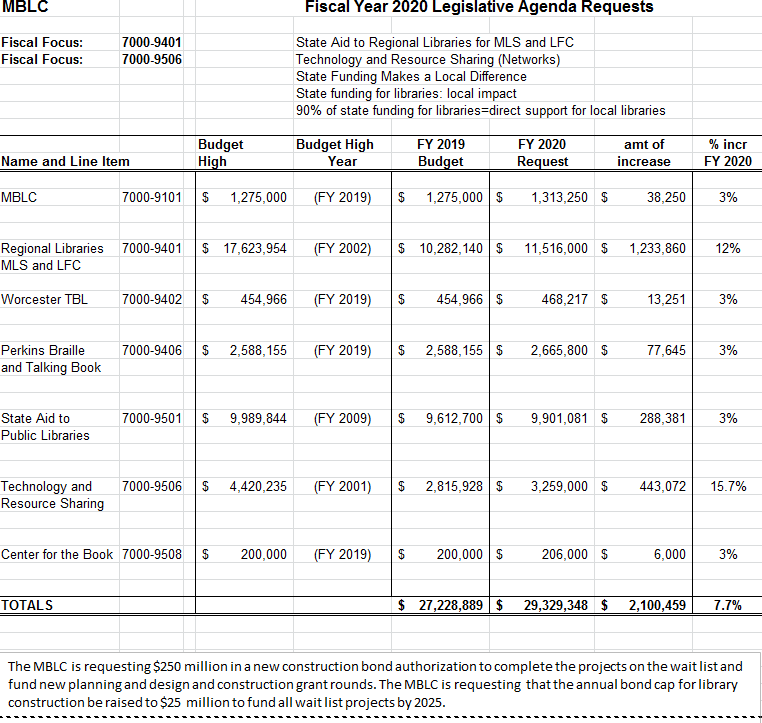 MBLC Fiscal Year 2020 Legislative Agenda Requests
Fiscal Focus: 7000-9401 State Aid to Regional Libraries for MLS and LFC
Fiscal Focus: 7000-9506 Technology and Resource Sharing (Networks)
State Funding Makes a Local Difference
State funding for libraries: local impact
90% of state funding for libraries=direct support for local libraries
Budget Budget High FY 2019 FY 2020 amt of % incr
Name and Line Item High Year Budget Request increase FY 2020
MBLC 7000-9101 $ 1,275,000 (FY 2019) $ 1,275,000 $ 1,313,250 $ 38,250 3%
Regional Libraries 7000-9401 $ 17,623,954 (FY 2002) $ 10,282,140 $ 11,516,000 $ 1,233,860 12%
MLS and LFC
Worcester TBL 7000-9402 $ 454,966 (FY 2019) $ 454,966 $ 468,217 $ 13,251 3%
Perkins Braille 7000-9406 $ 2,588,155 (FY 2019) $ 2,588,155 $ 2,665,800 $ 77,645 3%
and Talking Book
State Aid to 7000-9501 $ 9,989,844 (FY 2009) $ 9,612,700 $ 9,901,081 $ 288,381 3%
Public Libraries
Technology and 7000-9506 $ 4,420,235 (FY 2001) $ 2,815,928 $ 3,259,000 $ 443,072 15.7%
Resource Sharing
Center for the Book 7000-9508 $ 200,000 (FY 2019) $ 200,000 $ 206,000 $ 6,000 3%
TOTALS $ 27,228,889 $ 29,329,348 $ 2,100,459 7.7%
The MBLC is requesting $250 million in a new construction bond authorization to complete the projects on the wait list and
fund new planning and design and construction grant rounds. The MBLC is requesting that the annual bond cap for library
construction be raised to $25 million to fund all wait list projects by 2025.